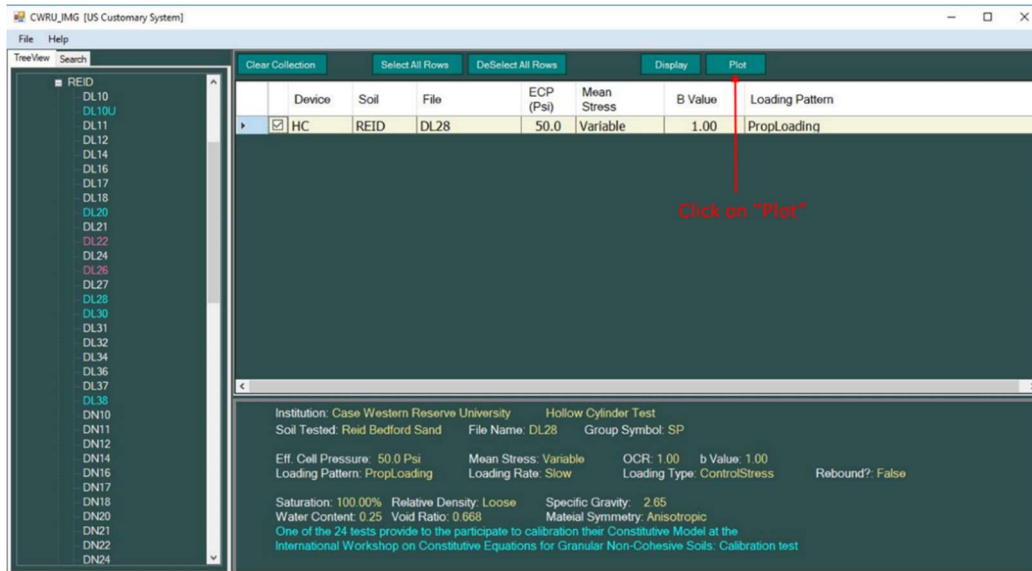 CWRU_IMG [US Customary System]
File Help
TreeView Search
REID
DL10
DL10U
DL11
DL12
DL14
DL16
DL17
DL18
DL20
DL21
DL22
DL24
DL26
DL27
DL28
DL30
DL31
DL32
DL34
DL36
DL37
DL38
DN10
DN11
DN12
DN14
DN16
DN17
DN18
DN20
DN21
DN22
DN24
Clear Collection Select All Rows DeSelect All Rows Display Plot
Device Soil File ECP (Psi) Mean Stress B Value Loading Pattern
HC REID DL28 50.0 Variable 1.00 PropLoading
Click on "Plot"
Institution: Case Western Reserve University Hollow Cylinder Test
Soil Tested: Reid Bedford Sand File Name: DL28 Group Symbol: SP
Eff. Cell Pressure: 50.0 Psi Mean Stress: Variable OCR: 1.00 b Value: 1.00
Loading Pattern: PropLoading Loading Rate: Slow Loading Type: ControlStress Rebound?: False
Saturation: 100.00% Relative Density: Loose Specific Gravity: 2.65
Water Content: 0.25 Void Ratio: 0.668 Mateial Symmetry: Anisotropic
One of the 24 tests provide to the participate to calibration their Constitutive Model at the
International Workshop on Constitutive Equations for Granular Non-Cohesive Soils: Calibration test